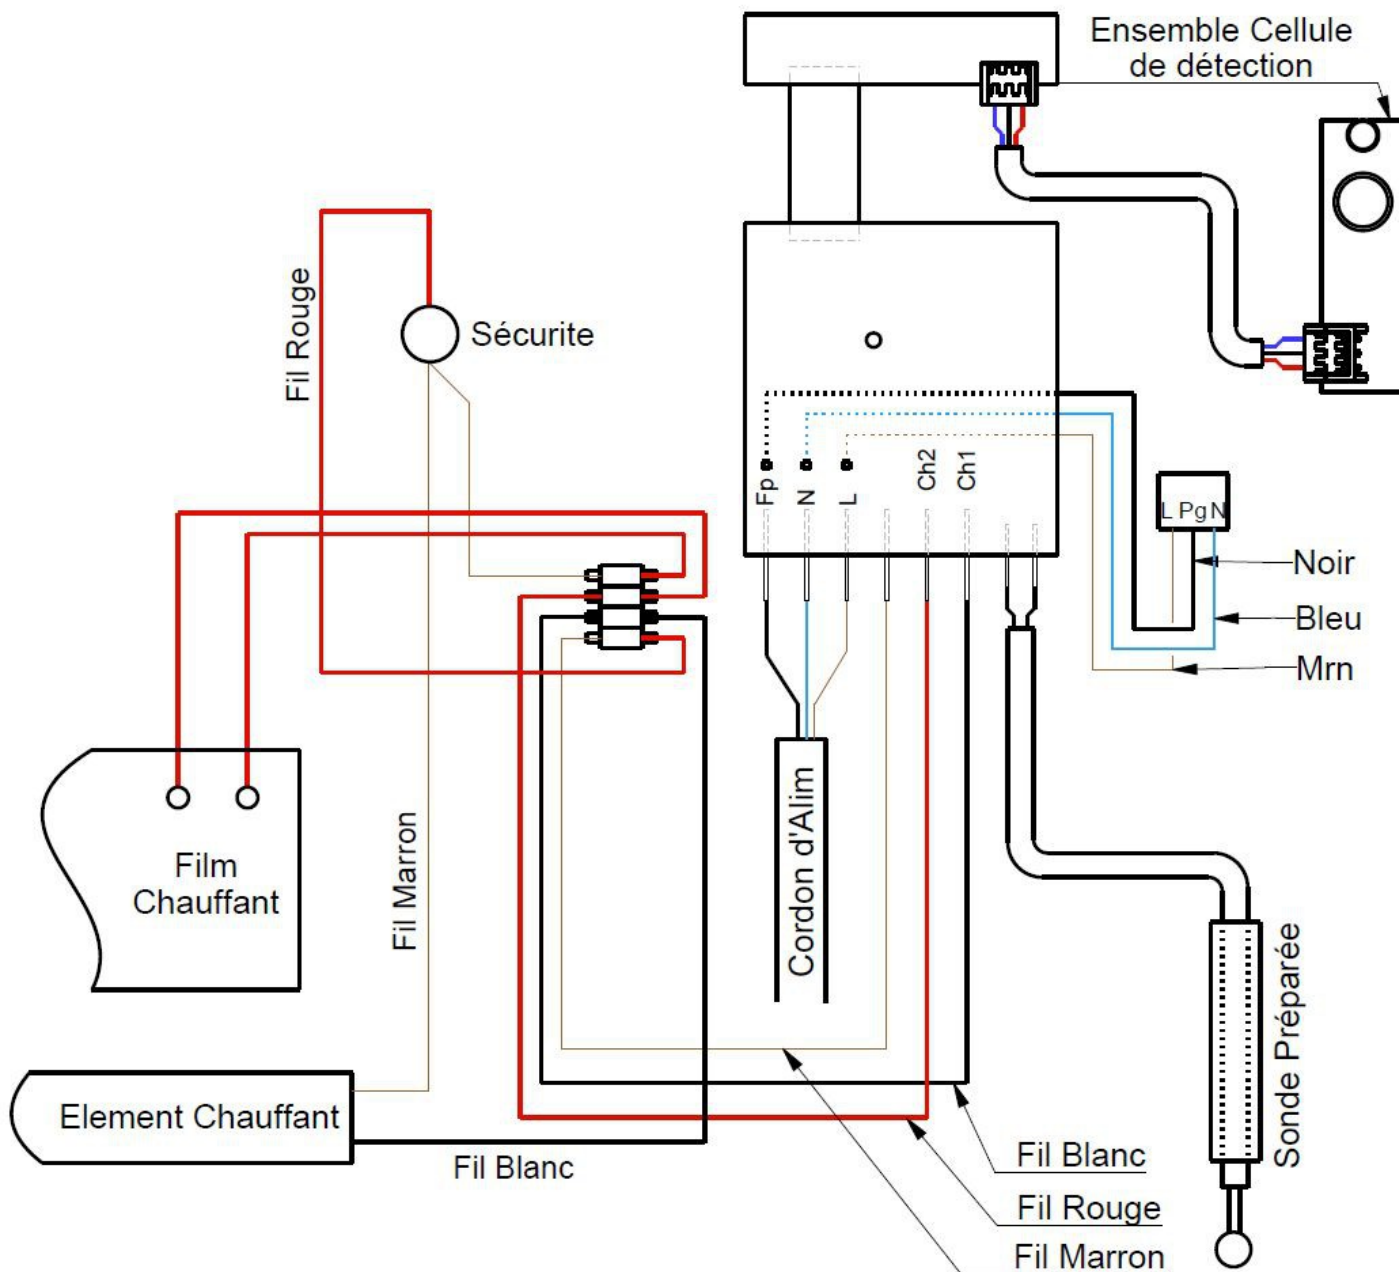 Ensemble Cellule
de détection
Fil Rouge
Sécurite
Fp
N
L
Ch2
Ch1
L Pg N
Noir
Bleu
Mrn
Film
Chauffant
Fil Marron
Cordon d'Alim
Sonde Préparée
Element Chauffant
Fil Blanc
Fil Blanc
Fil Rouge
Fil Marron